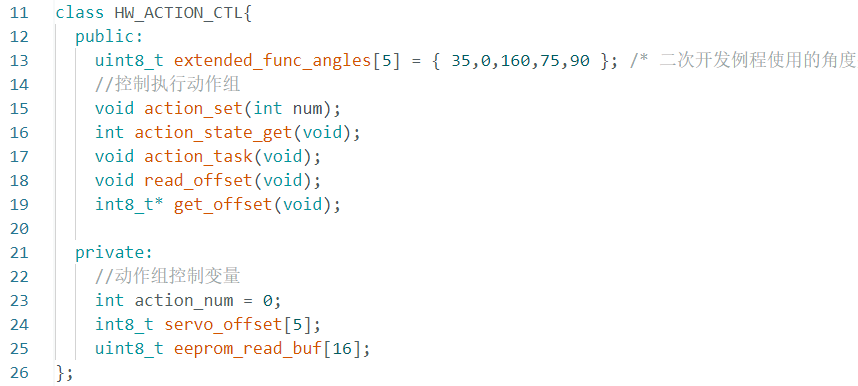 11 class HW_ACTION_CTL{
12 public:
13 uint8_t extended_func_angles[5] = { 35,0,160,75,90 }; /* 二次开发例程使用的角度
14 //控制执行动作组
15 void action_set(int num);
16 int action_state_get(void);
17 void action_task(void);
18 void read_offset(void);
19 int8_t* get_offset(void);
20
21 private:
22 //动作组控制变量
23 int action_num = 0;
24 int8_t servo_offset[5];
25 uint8_t eeprom_read_buf[16];
26 };